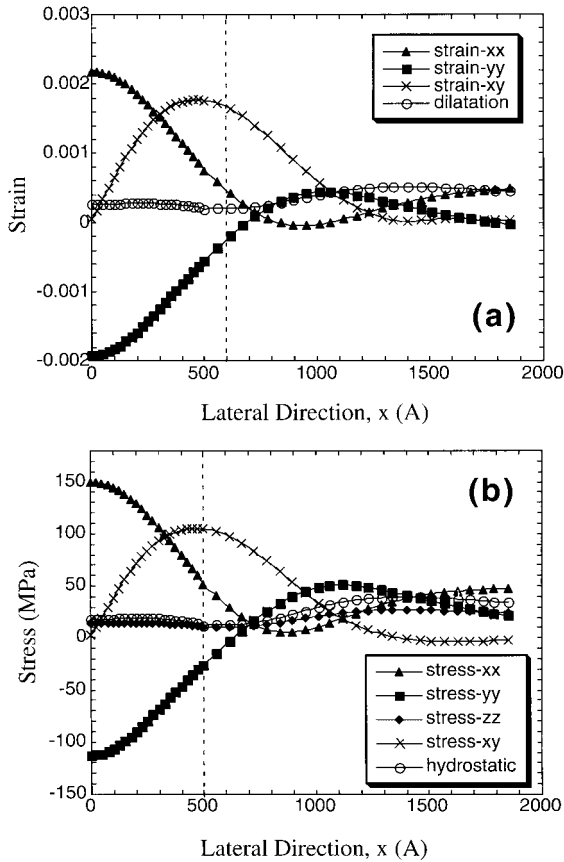 0.003
0.002
0.001
0
-0.001
-0.002
Strain
strain-xx
strain-yy
strain-xy
dilatation
(a)
0 500 1000 1500 2000
Lateral Direction, x (A)
150
100
50
0
-50
-100
-150
Stress (MPa)
(b)
stress-xx
stress-yy
stress-zz
stress-xy
hydrostatic
0 500 1000 1500 2000
Lateral Direction, x (A)